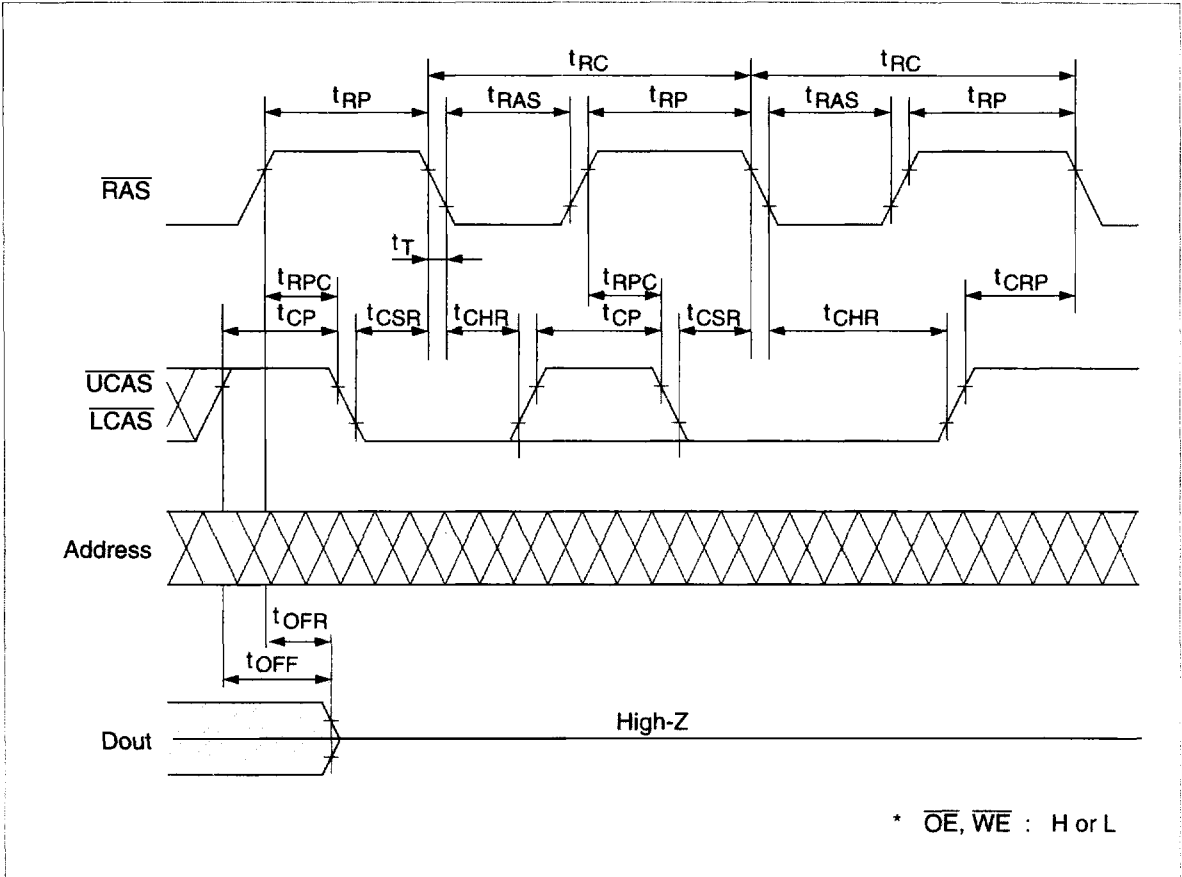 tRC tRC
tRP tRAS tRP tRAS tRP
RAS
tT
tRPC tRPC tCRP
tCP tCSR tCHR tCP tCSR tCHR
UCAS
LCAS
Address
tOFR
tOFF
High-Z
Dout
* OE, WE : H or L